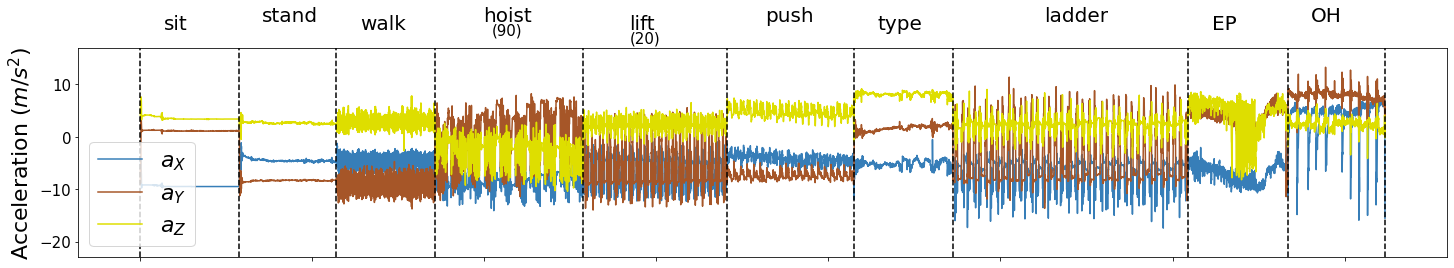 sit
stand
walk
hoist
(90)
lift
(20)
push
type
ladder
EP
OH
Acceleration (m/s²)
10
0
−10
−20
a_X
a_Y
a_Z